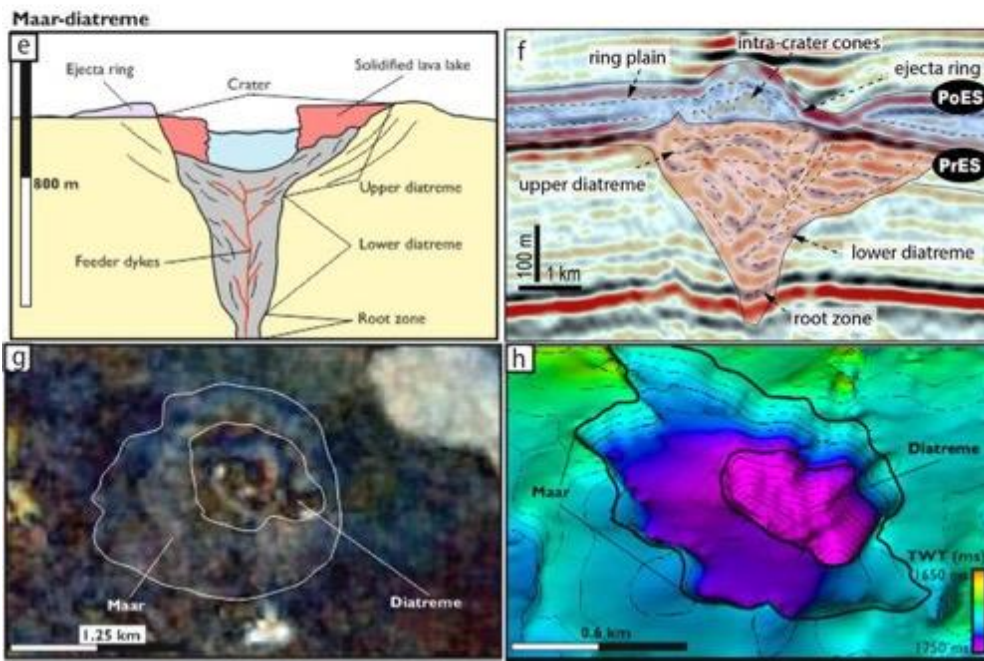 Maar-diatreme
e
Ejecta ring
Crater
Solidified lava lake
800 m
Upper diatreme
Lower diatreme
Feeder dykes
Root zone
f
intra-crater cones
ring plain
ejecta ring
PoES
PrES
upper diatreme
lower diatreme
100 m
1 km
root zone
g
Maar
Diatreme
1.25 km
h
Diatreme
Maar
TWT (ms)
1650 ms
0.6 km
1750 ms